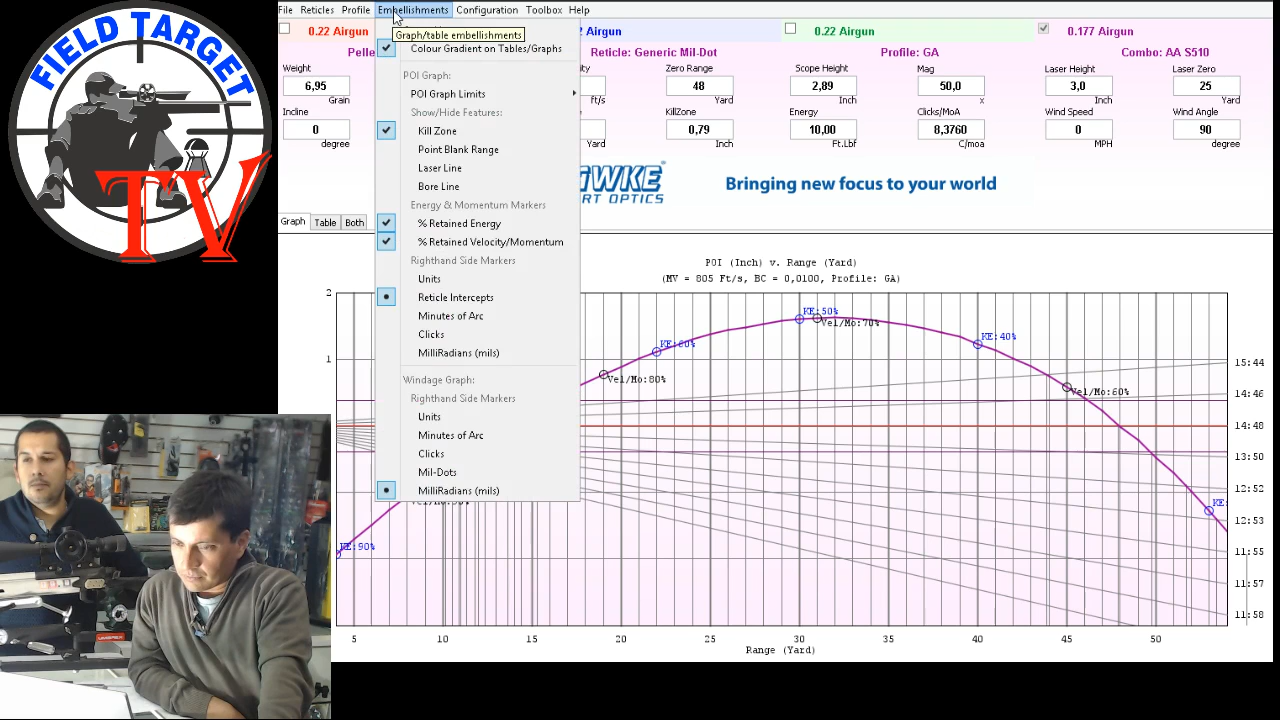 FIELD TARGET
TV
File Reticles Profile Embellishments Configuration Toolbox Help
Graph/table embellishments
Colour Gradient on Tables/Graphs
POI Graph:
POI Graph Limits
Show/Hide Features:
Kill Zone
Point Blank Range
Laser Line
Bore Line
Energy & Momentum Markers
% Retained Energy
% Retained Velocity/Momentum
Righthand Side Markers
Units
Reticle Intercepts
Minutes of Arc
Clicks
MilliRadians (mils)
Windage Graph:
Righthand Side Markers
Units
Minutes of Arc
Clicks
Mil-Dots
MilliRadians (mils)
0.22 Airgun
Airgun
0.22 Airgun
0.177 Airgun
Pelle
Reticle: Generic Mil-Dot
Profile: GA
Combo: AA S510
Weight
6,95
Grain
ty
ft/s
Zero Range
48
Yard
Scope Height
2,89
Inch
Mag
50,0
x
Laser Height
3,0
Inch
Laser Zero
25
Yard
Incline
0
degree
Yard
KillZone
0,79
Inch
Energy
10,00
Ft.Lbf
Clicks/MoA
8,3760
C/moa
Wind Speed
0
MPH
Wind Angle
90
degree
WKE
RT OPTICS
Bringing new focus to your world
Graph Table Both
POI (Inch) v. Range (Yard)
(MV = 805 Ft/s, BC = 0,0100, Profile: GA)
2
1
KE:90%
Vel/Mo:80%
KE:60%
KE:50%
Vel/Mo:70%
KE:40%
Vel/Mo:60%
KE:
15:44
14:46
14:48
13:50
12:52
12:53
11:55
11:57
11:58
5 10 15 20 25 30 35 40 45 50
Range (Yard)